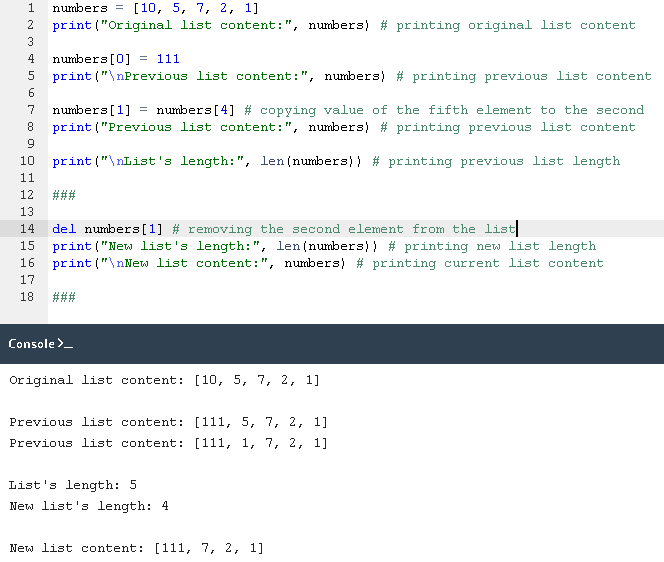 1 numbers = [10, 5, 7, 2, 1]
2 print("Original list content:", numbers) # printing original list content
3
4 numbers[0] = 111
5 print("\nPrevious list content:", numbers) # printing previous list content
6
7 numbers[1] = numbers[4] # copying value of the fifth element to the second
8 print("Previous list content:", numbers) # printing previous list content
9
10 print("\nList's length:", len(numbers)) # printing previous list length
11
12 ###
13
14 del numbers[1] # removing the second element from the list
15 print("New list's length:", len(numbers)) # printing new list length
16 print("\nNew list content:", numbers) # printing current list content
17
18 ###
Console>_
Original list content: [10, 5, 7, 2, 1]
Previous list content: [111, 5, 7, 2, 1]
Previous list content: [111, 1, 7, 2, 1]
List's length: 5
New list's length: 4
New list content: [111, 7, 2, 1]